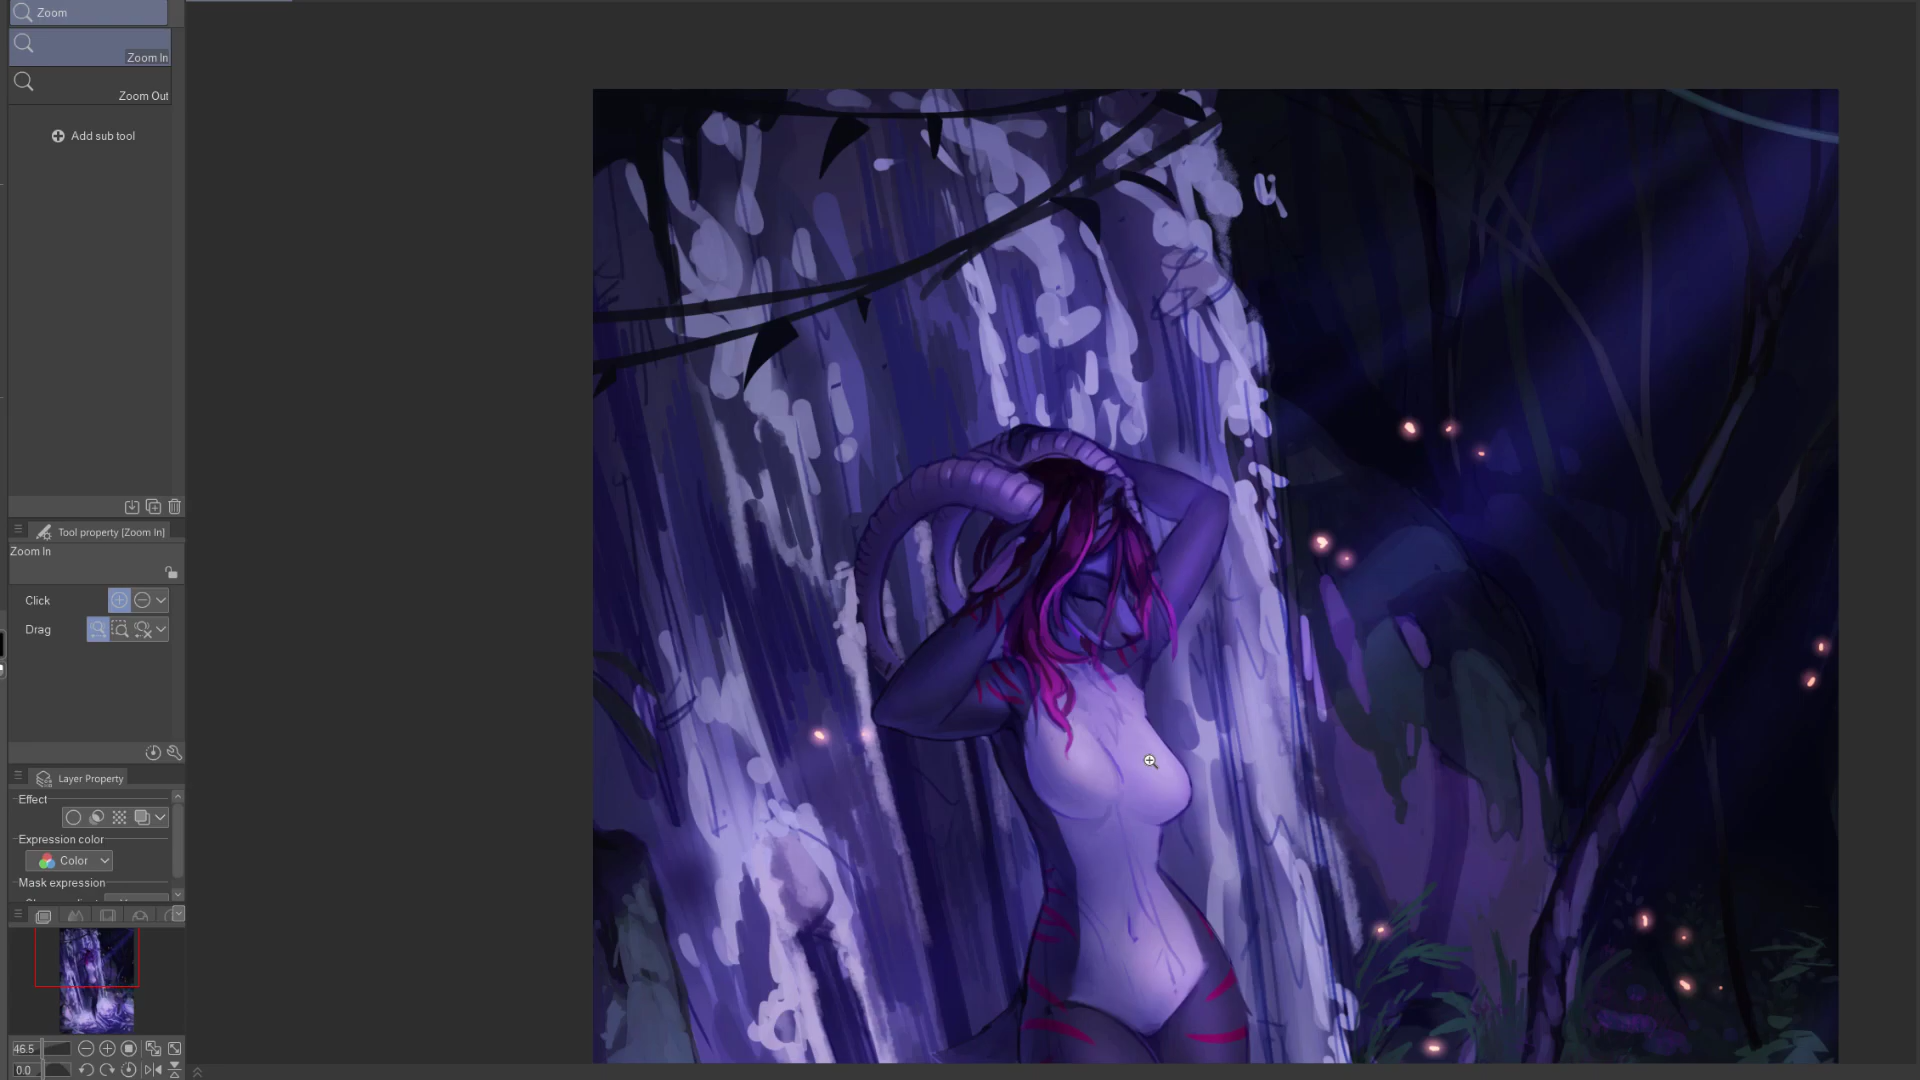 Zoom
Zoom In
Zoom Out
Add sub tool
Tool property [Zoom In]
Zoom In
Click
Drag
Layer Property
Effect
Expression color
Color
Mask expression
46.5
0.0